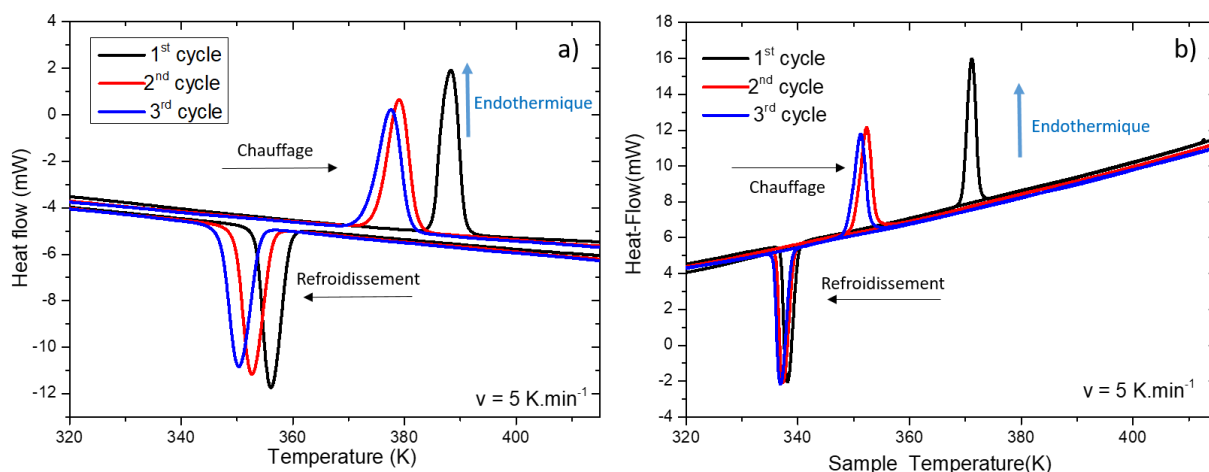 a)
1st cycle
2nd cycle
3rd cycle
Endothermique
Chauffage
Refroidissement
v = 5 K.min-1
Heat flow (mW)
4
2
0
-2
-4
-6
-8
-10
-12
320
340
360
380
400
Temperature (K)
b)
1st cycle
2nd cycle
3rd cycle
Endothermique
Chauffage
Refroidissement
v = 5 K.min-1
Heat-Flow(mW)
18
16
14
12
10
8
6
4
2
0
-2
-4
320
340
360
380
400
Sample Temperature(K)